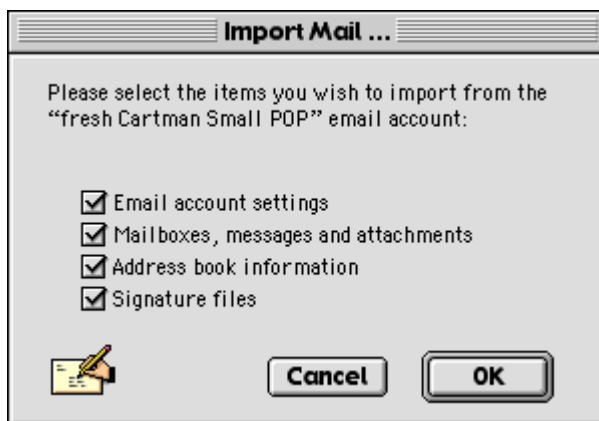 Import Mail ...
Please select the items you wish to import from the
“fresh Cartman Small POP” email account:
Email account settings
Mailboxes, messages and attachments
Address book information
Signature files
Cancel OK